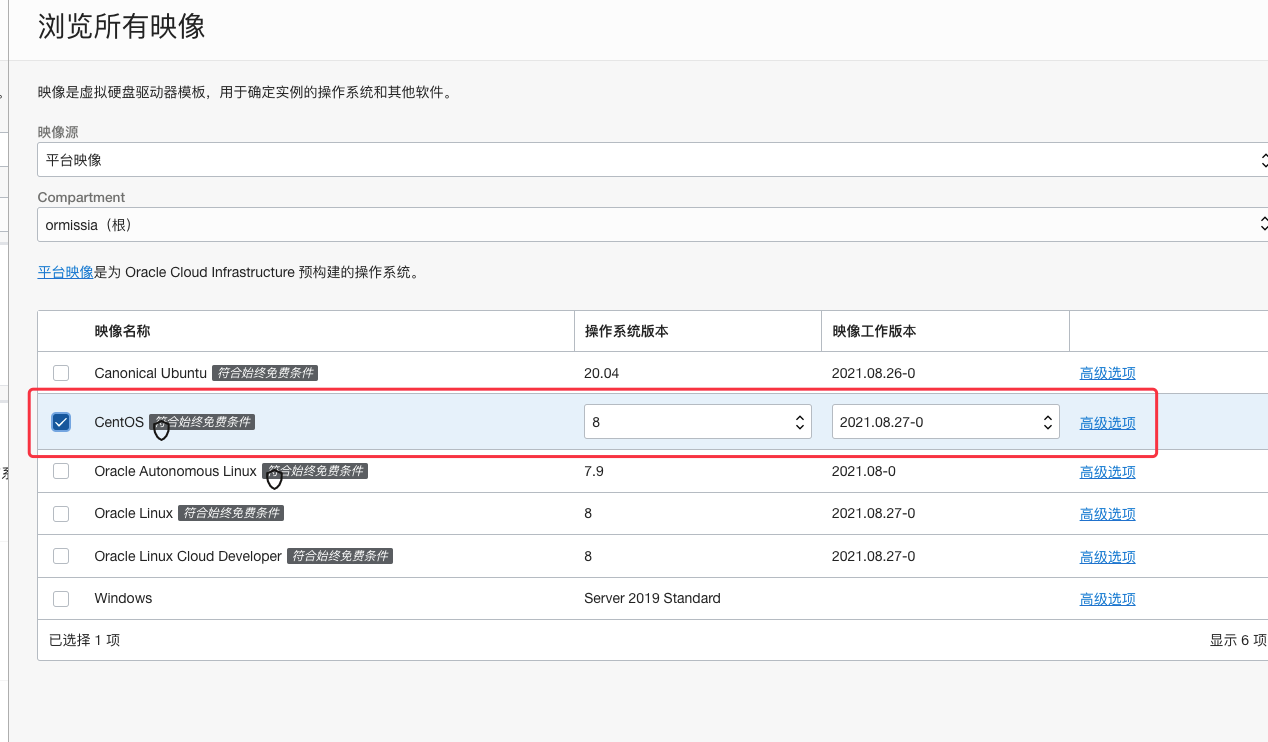 浏览所有映像
映像是虚拟硬盘驱动器模板，用于确定实例的操作系统和其他软件。
映像源
平台映像
Compartment
ormissia（根）
平台映像是为 Oracle Cloud Infrastructure 预构建的操作系统。
映像名称 操作系统版本 映像工作版本
Canonical Ubuntu 符合始终免费条件 20.04 2021.08.26-0 高级选项
CentOS 符合始终免费条件 8 2021.08.27-0 高级选项
Oracle Autonomous Linux 符合始终免费条件 7.9 2021.08-0 高级选项
Oracle Linux 符合始终免费条件 8 2021.08.27-0 高级选项
Oracle Linux Cloud Developer 符合始终免费条件 8 2021.08.27-0 高级选项
Windows Server 2019 Standard 高级选项
已选择 1 项 显示 6 项